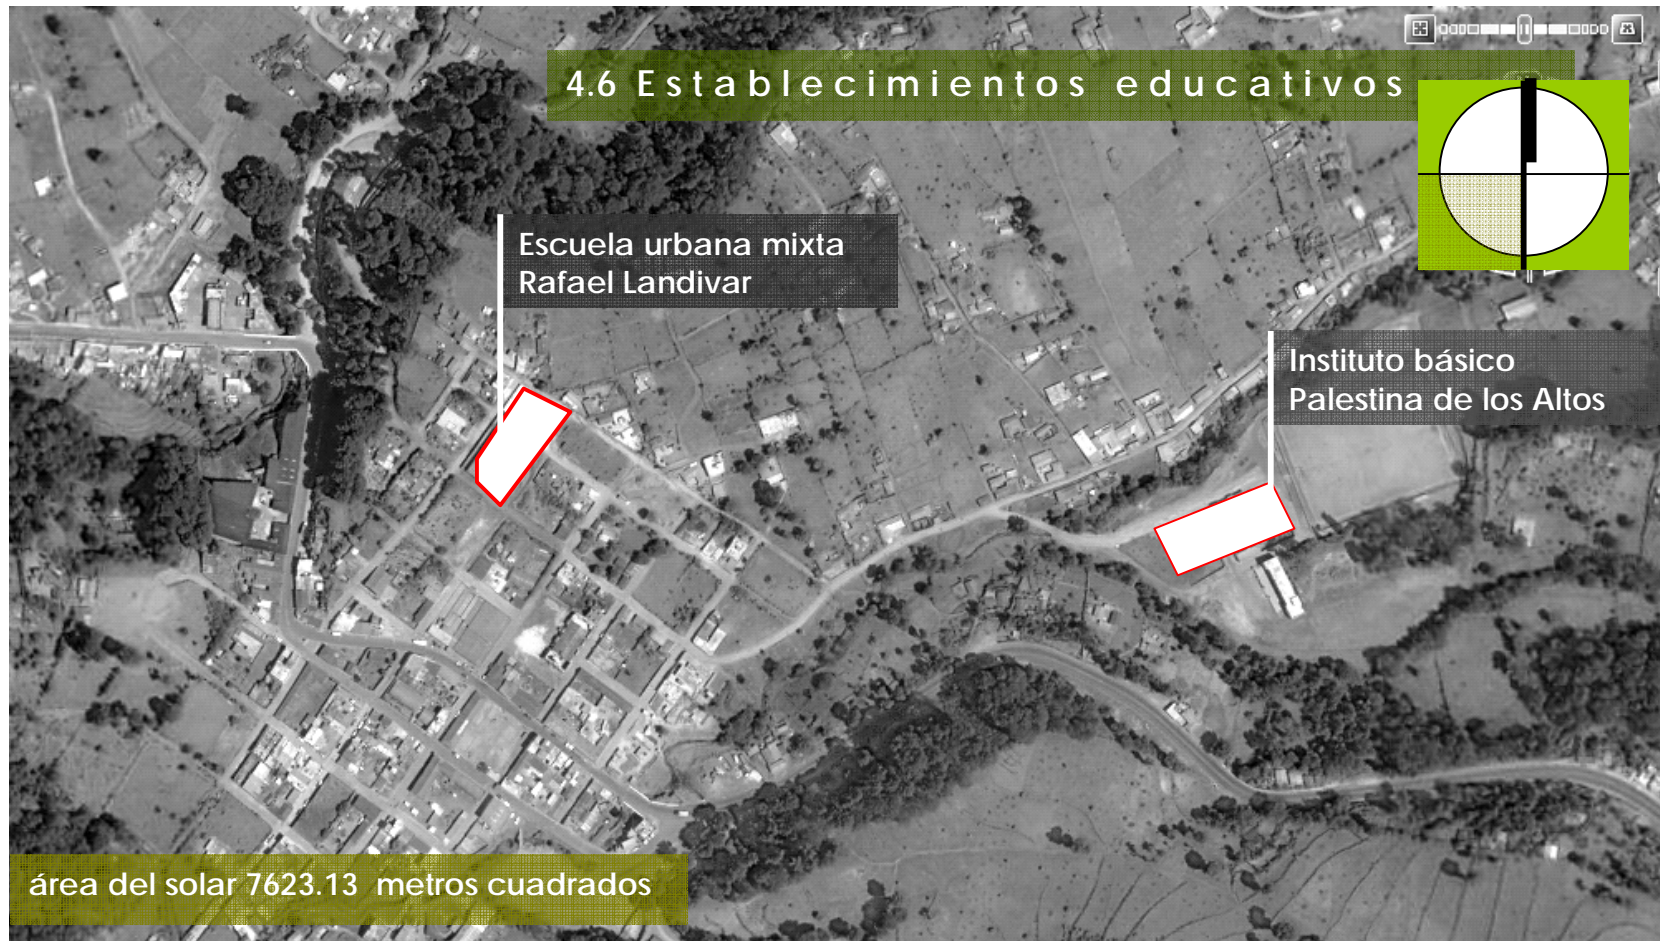 4.6 Establecimientos educativos
Escuela urbana mixta
Rafael Landivar
Instituto básico
Palestina de los Altos
área del solar 7623.13 metros cuadrados